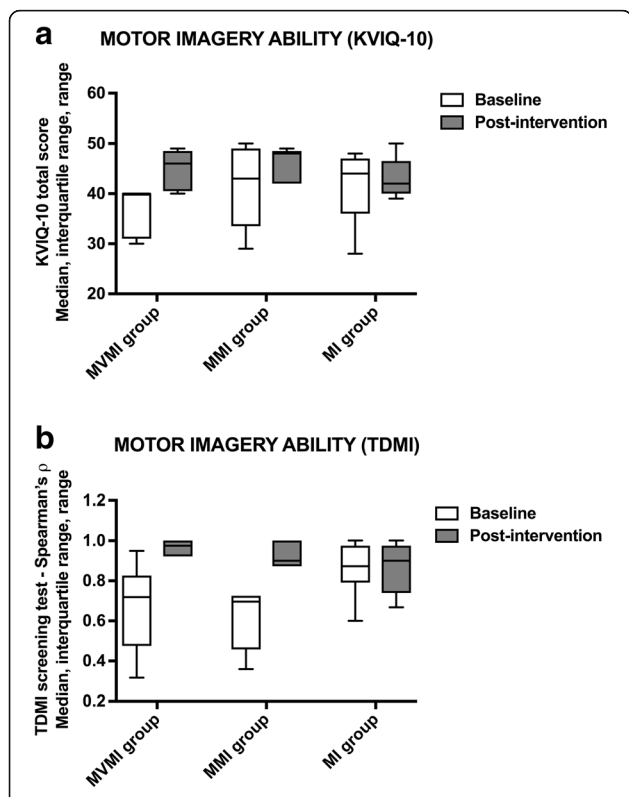 a
MOTOR IMAGERY ABILITY (KVIQ-10)
KVIQ-10 total score
Median, interquartile range, range
60
50
40
30
20
Baseline
Post-intervention
MVMI group
MMI group
MI group
b
MOTOR IMAGERY ABILITY (TDMI)
TDMI screening test - Spearman's ρ
Median, interquartile range, range
1.2
1.0
0.8
0.6
0.4
0.2
Baseline
Post-intervention
MVMI group
MMI group
MI group